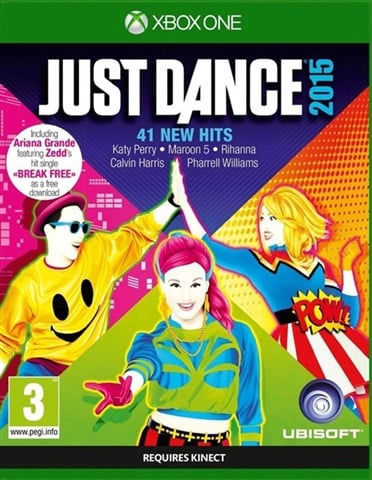 XBOX ONE
JUST DANCE
2015
41 NEW HITS
Katy Perry • Maroon 5 • Rihanna
Calvin Harris • Pharrell Williams
Including
Ariana Grande
featuring Zedd's
hit single
«BREAK FREE»
as a free
download
POW!
3
www.pegi.info
UBISOFT
REQUIRES KINECT